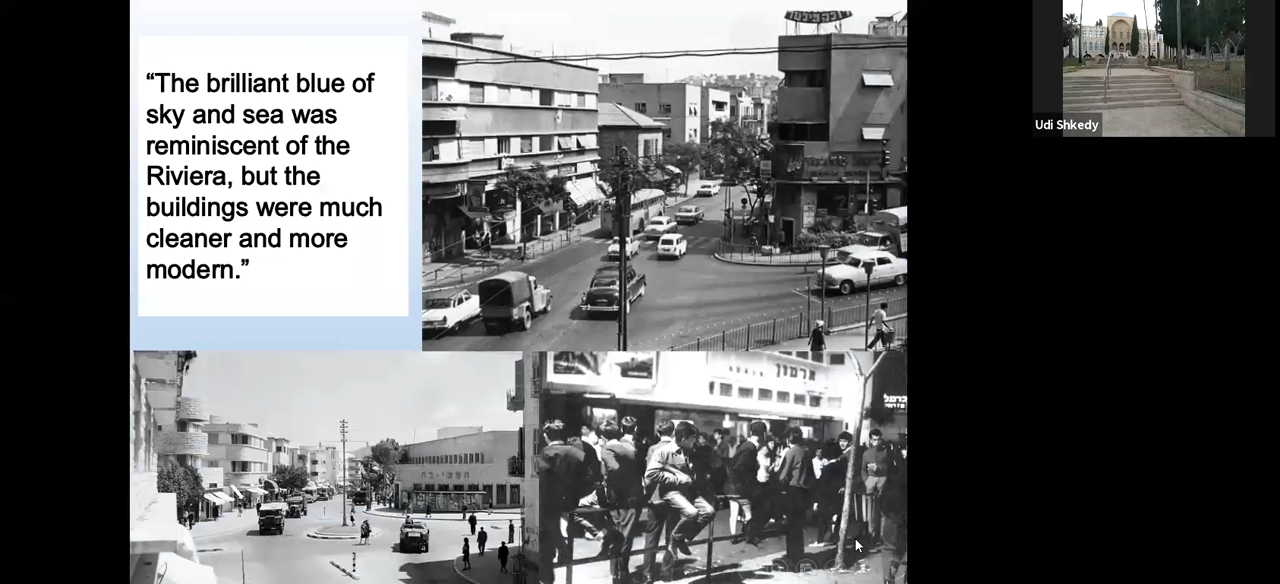 “The brilliant blue of
sky and sea was
reminiscent of the
Riviera, but the
buildings were much
cleaner and more
modern.”
Udi Shkedy
ארמון